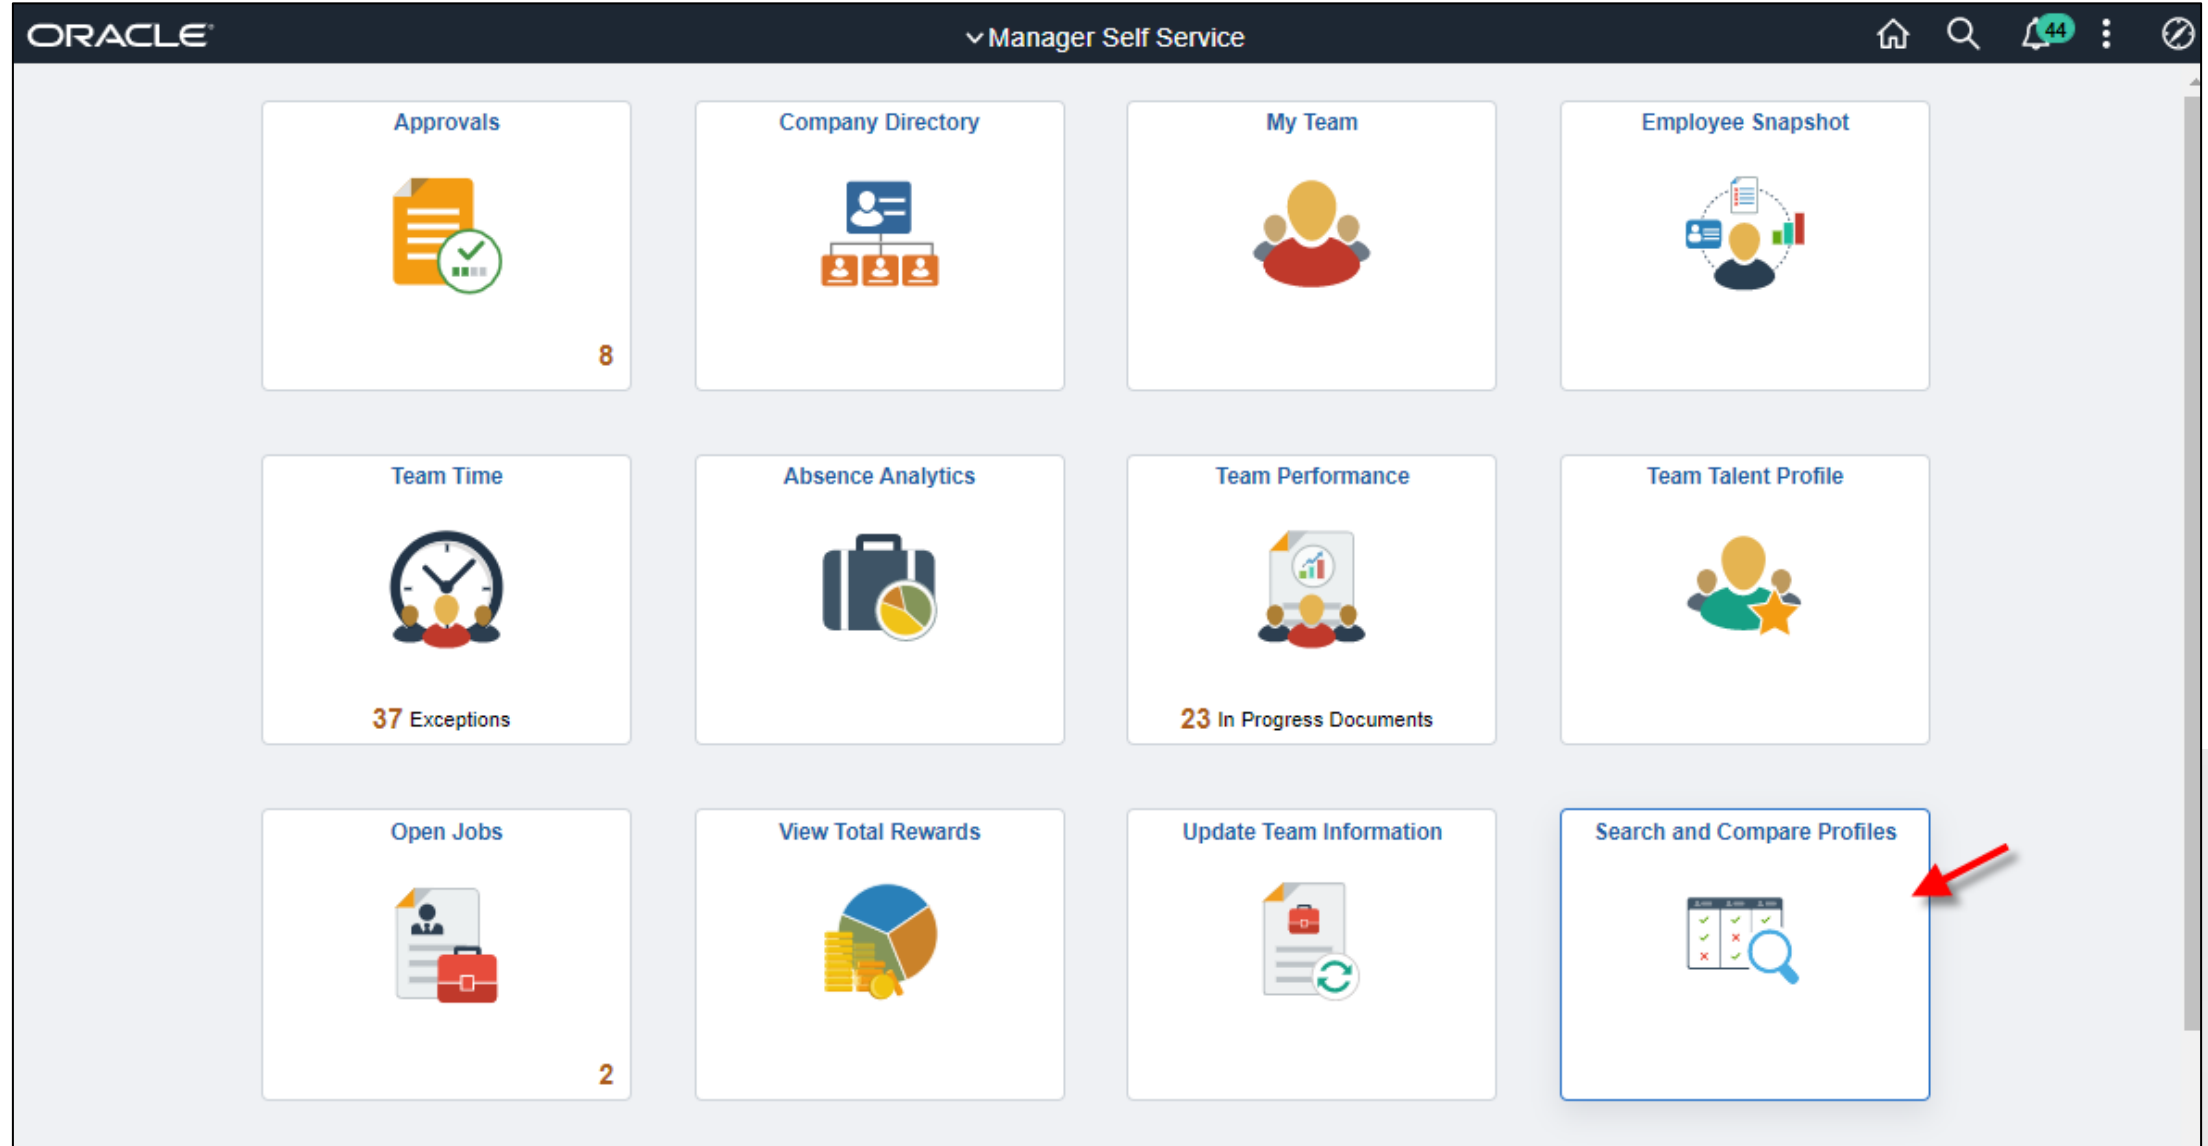 ORACLE
Manager Self Service
44
Approvals
Company Directory
My Team
Employee Snapshot
8
Team Time
Absence Analytics
Team Performance
Team Talent Profile
37 Exceptions
23 In Progress Documents
Open Jobs
View Total Rewards
Update Team Information
Search and Compare Profiles
2